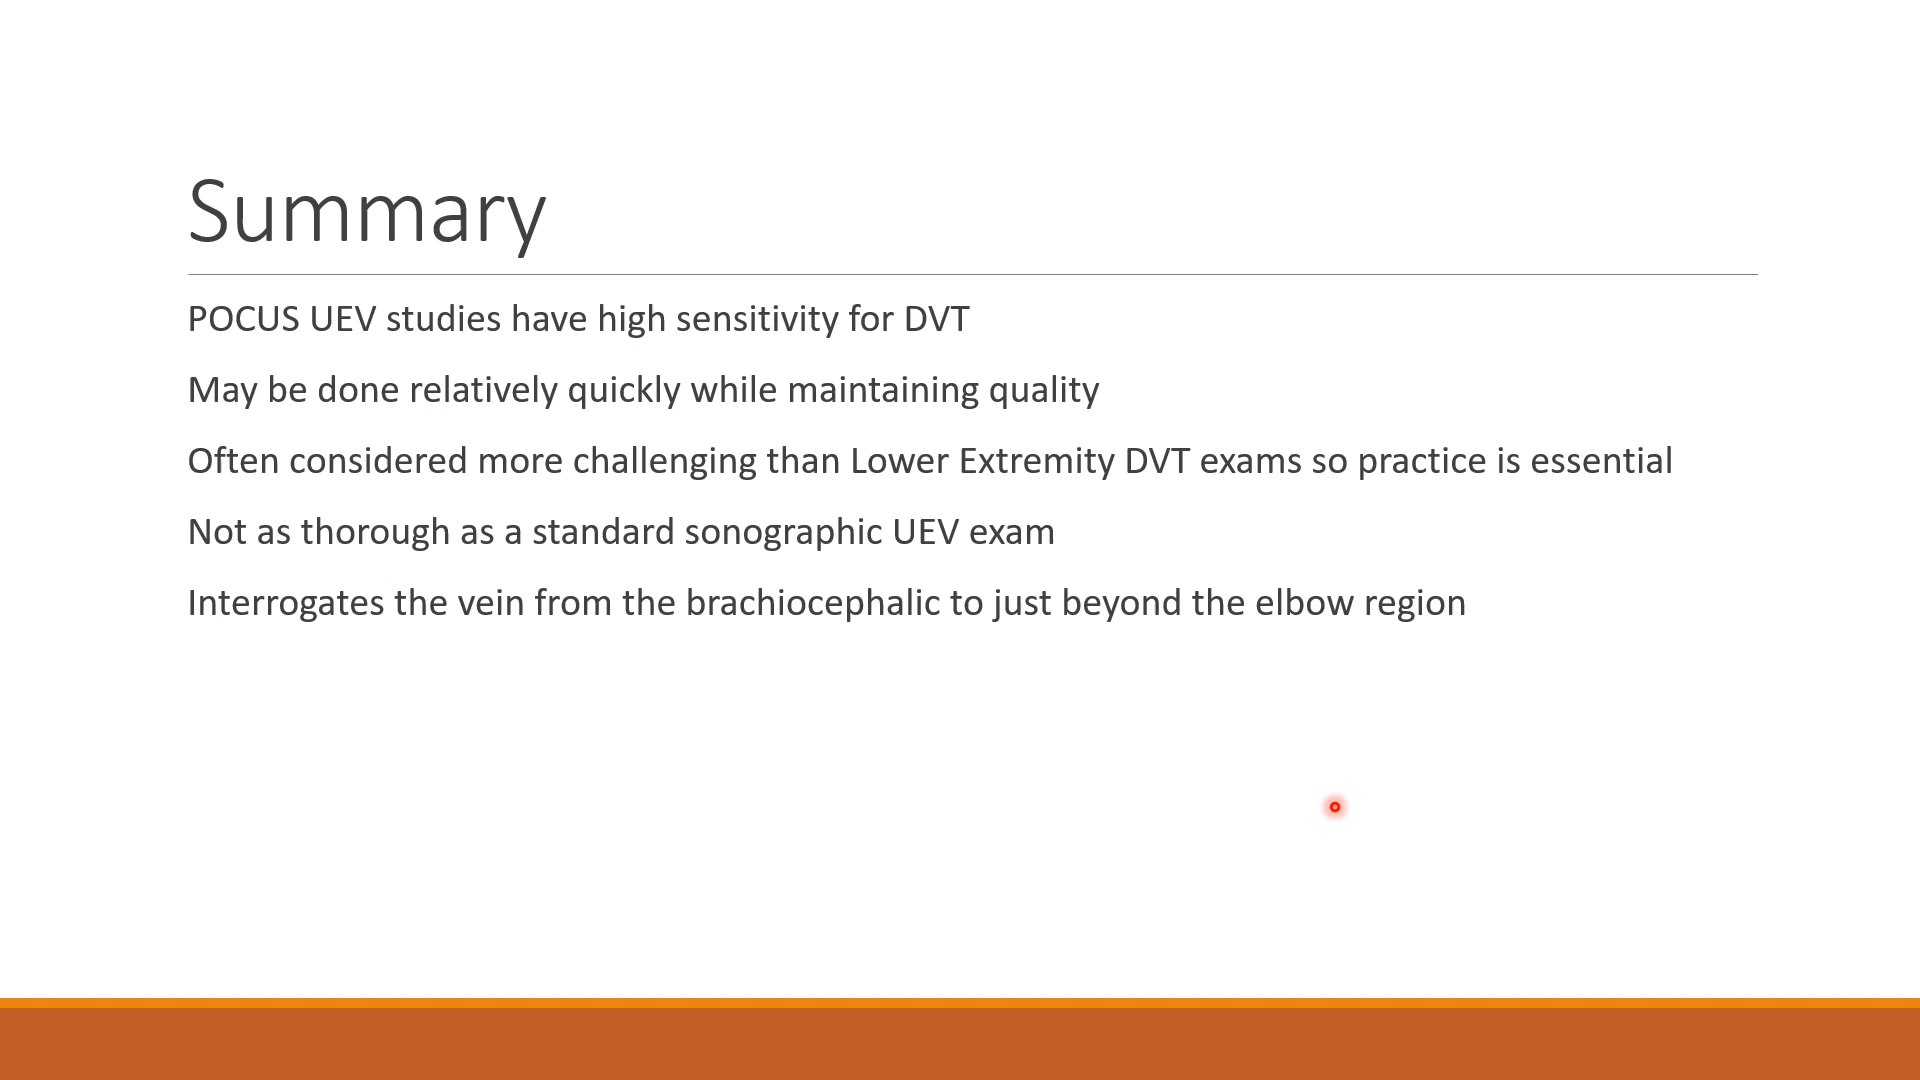 Summary
POCUS UEV studies have high sensitivity for DVT
May be done relatively quickly while maintaining quality
Often considered more challenging than Lower Extremity DVT exams so practice is essential
Not as thorough as a standard sonographic UEV exam
Interrogates the vein from the brachiocephalic to just beyond the elbow region